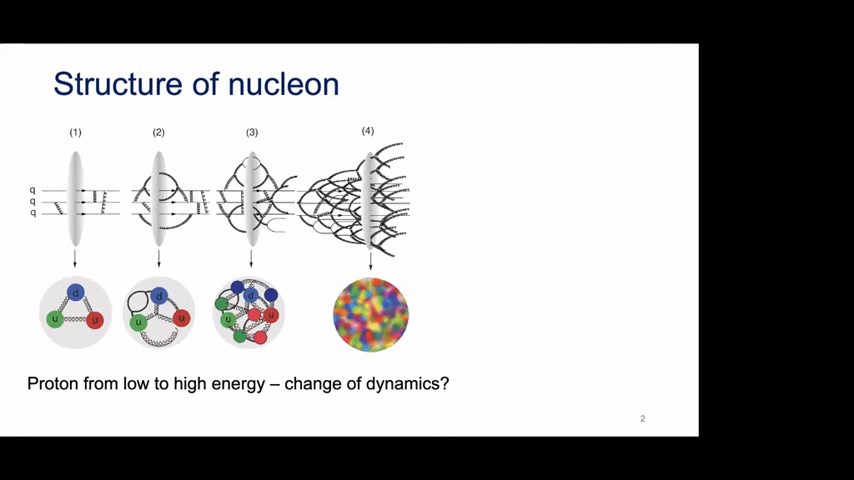 Structure of nucleon
(1) (2) (3) (4)
q
q
q
d d d
u u u u u u
Proton from low to high energy – change of dynamics?
2